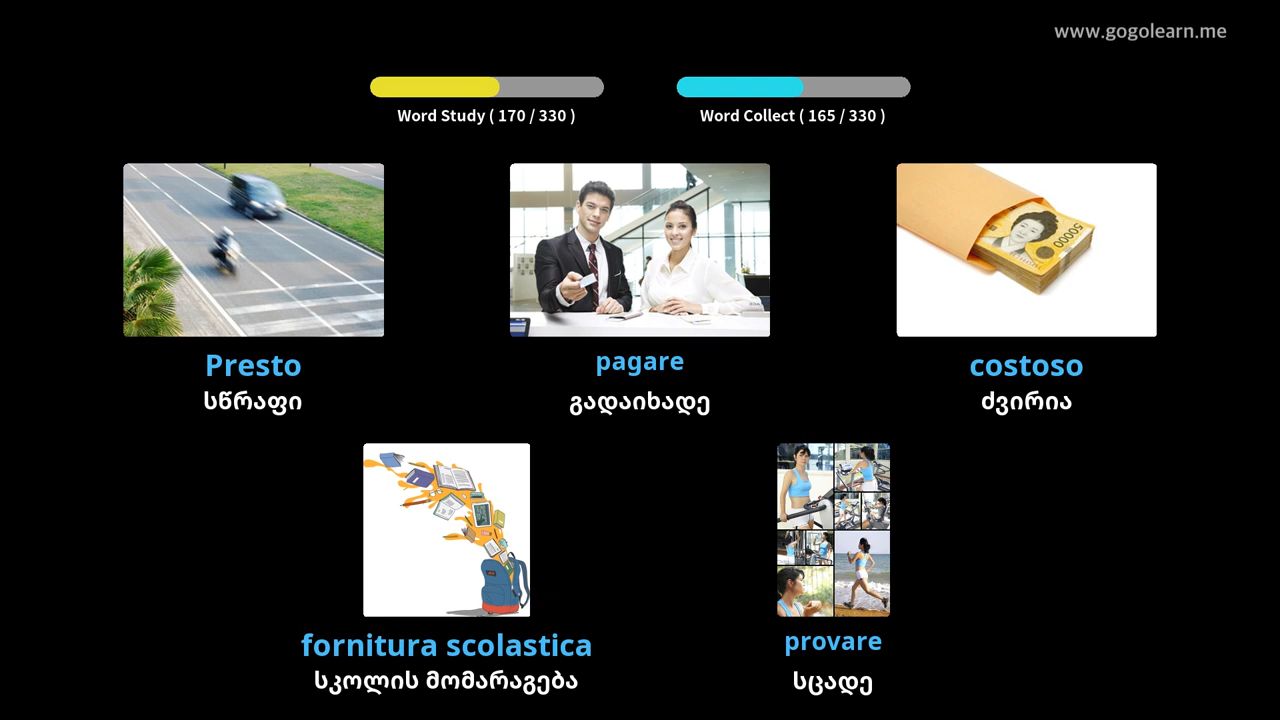 www.gogolearn.me
Word Study ( 170 / 330 )
Word Collect ( 165 / 330 )
50000
Presto
სწრაფი
pagare
გადაიხადე
costoso
ძვირია
fornitura scolastica
სკოლის მომარაგება
provare
სცადე